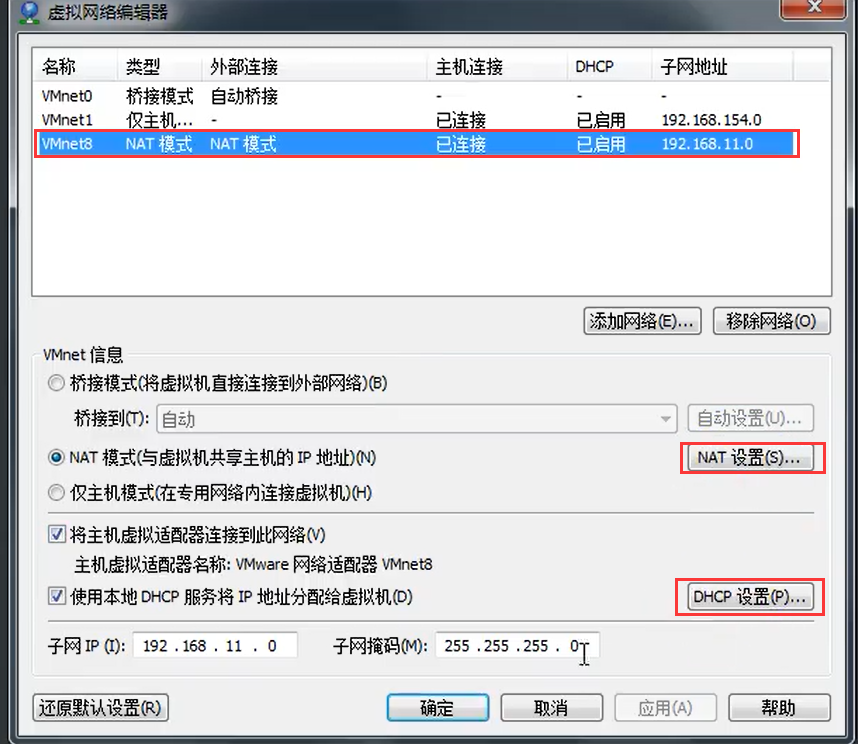 虚拟网络编辑器
名称 类型 外部连接 主机连接 DHCP 子网地址
VMnet0 桥接模式 自动桥接 - - -
VMnet1 仅主机... - 已连接 已启用 192.168.154.0
VMnet8 NAT 模式 NAT 模式 已连接 已启用 192.168.11.0
添加网络(E)... 移除网络(O)
VMnet 信息
桥接模式(将虚拟机直接连接到外部网络)(B)
桥接到(T): 自动 自动设置(U)...
NAT 模式(与虚拟机共享主机的 IP 地址)(N) NAT 设置(S)...
仅主机模式(在专用网络内连接虚拟机)(H)
将主机虚拟适配器连接到此网络(V)
主机虚拟适配器名称: VMware 网络适配器 VMnet8
使用本地 DHCP 服务将 IP 地址分配给虚拟机(D) DHCP 设置(P)...
子网 IP (I): 192 . 168 . 11 . 0 子网掩码(M): 255 . 255 . 255 . 0
还原默认设置(R) 确定 取消 应用(A) 帮助